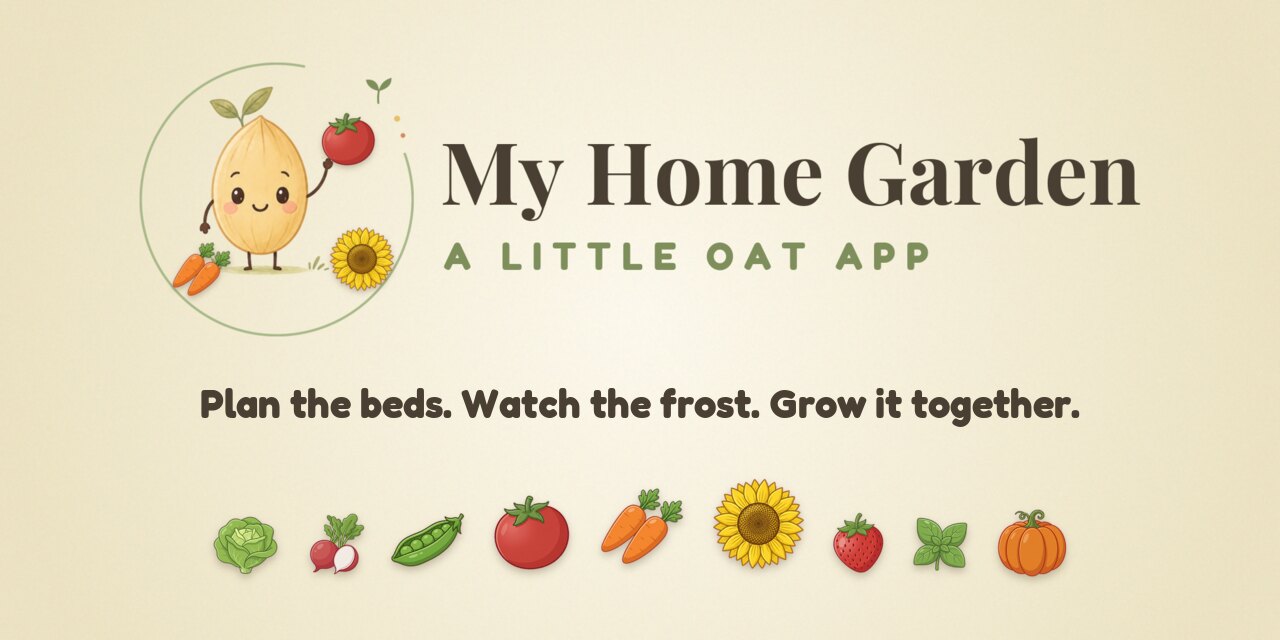 My Home Garden
A LITTLE OAT APP
Plan the beds. Watch the frost. Grow it together.